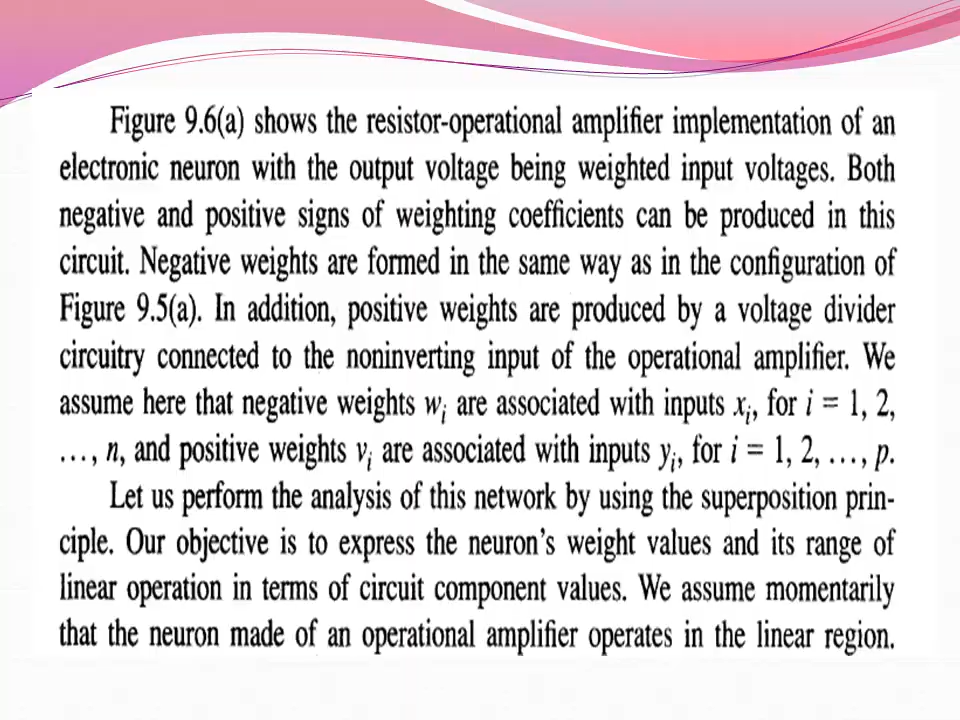 Figure 9.6(a) shows the resistor-operational amplifier implementation of an
electronic neuron with the output voltage being weighted input voltages. Both
negative and positive signs of weighting coefficients can be produced in this
circuit. Negative weights are formed in the same way as in the configuration of
Figure 9.5(a). In addition, positive weights are produced by a voltage divider
circuitry connected to the noninverting input of the operational amplifier. We
assume here that negative weights wᵢ are associated with inputs xᵢ, for i = 1, 2,
…, n, and positive weights vᵢ are associated with inputs yᵢ, for i = 1, 2, …, p.
Let us perform the analysis of this network by using the superposition prin-
ciple. Our objective is to express the neuron's weight values and its range of
linear operation in terms of circuit component values. We assume momentarily
that the neuron made of an operational amplifier operates in the linear region.